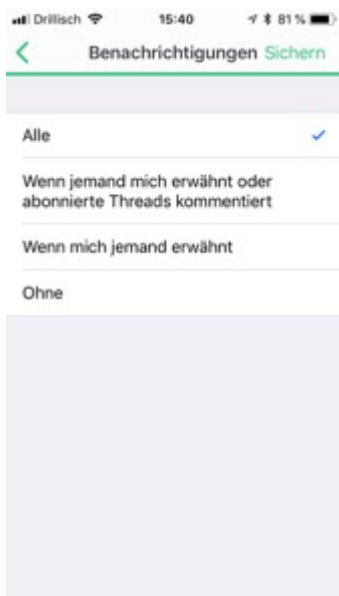 Drillisch 15:40 81 %
Benachrichtigungen Sichern
Alle
Wenn jemand mich erwähnt oder
abonnierte Threads kommentiert
Wenn mich jemand erwähnt
Ohne